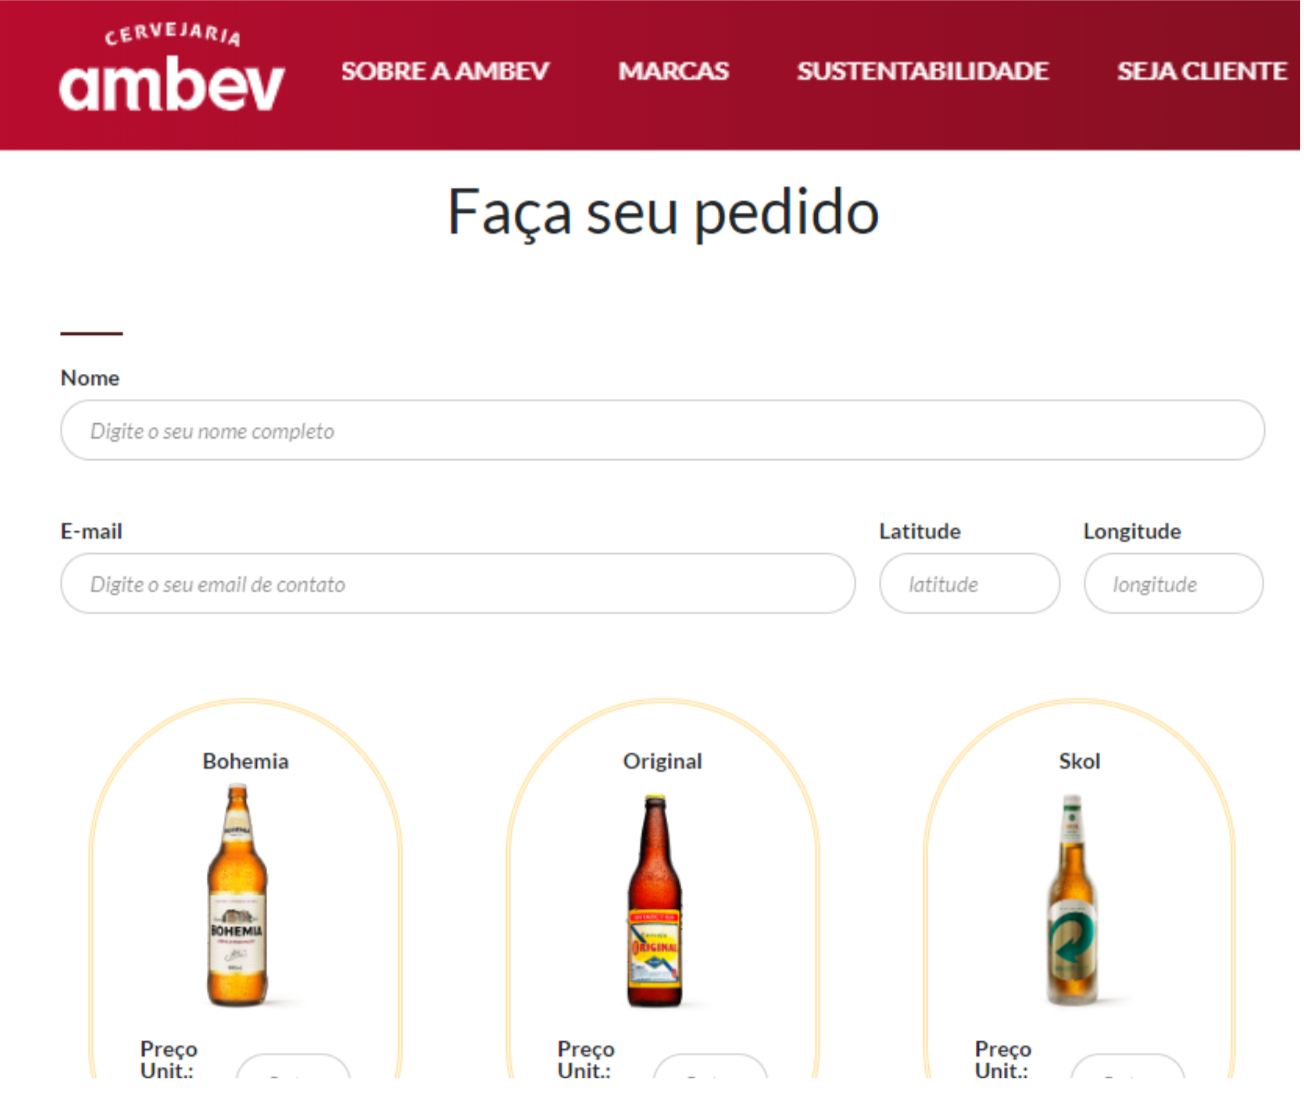 CERVEJARIA
ambev
SOBRE A AMBEV MARCAS SUSTENTABILIDADE SEJA CLIENTE
Faça seu pedido
Nome
Digite o seu nome completo
E-mail Latitude Longitude
Digite o seu email de contato latitude longitude
Bohemia Original Skol
BOHEMIA
ORIGINAL
Preço Preço Preço
Unit.: Unit.: Unit.: